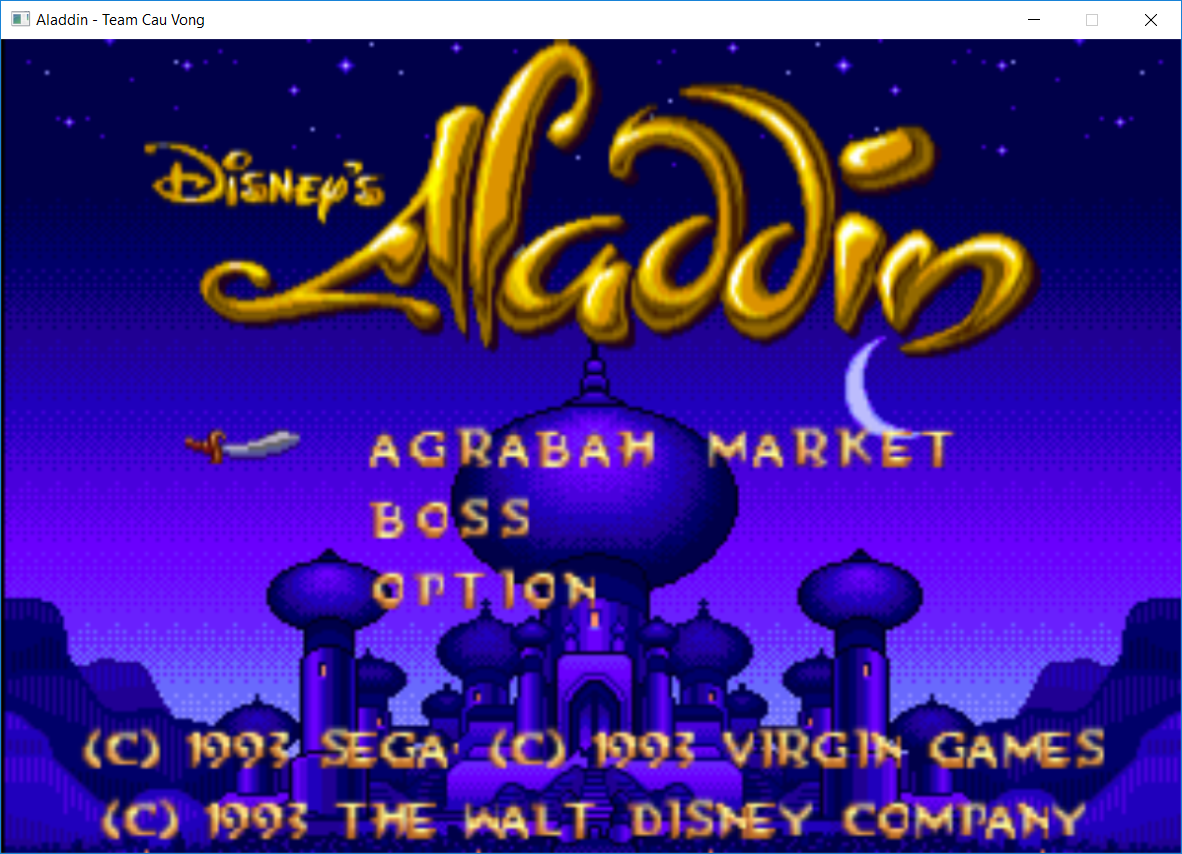 Aladdin - Team Cau Vong
DISNEY'S
Aladdin
AGRABAH MARKET
BOSS
OPTION
(C) 1993 SEGA (C) 1993 VIRGIN GAMES
(C) 1993 THE WALT DISNEY COMPANY